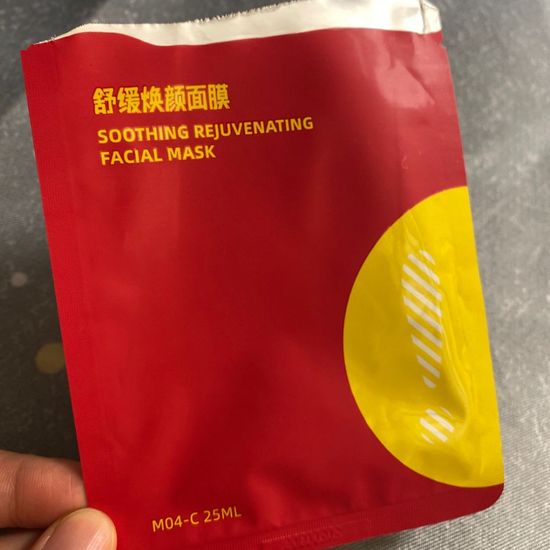 舒缓焕颜面膜
SOOTHING REJUVENATING
FACIAL MASK
M04-C 25ML